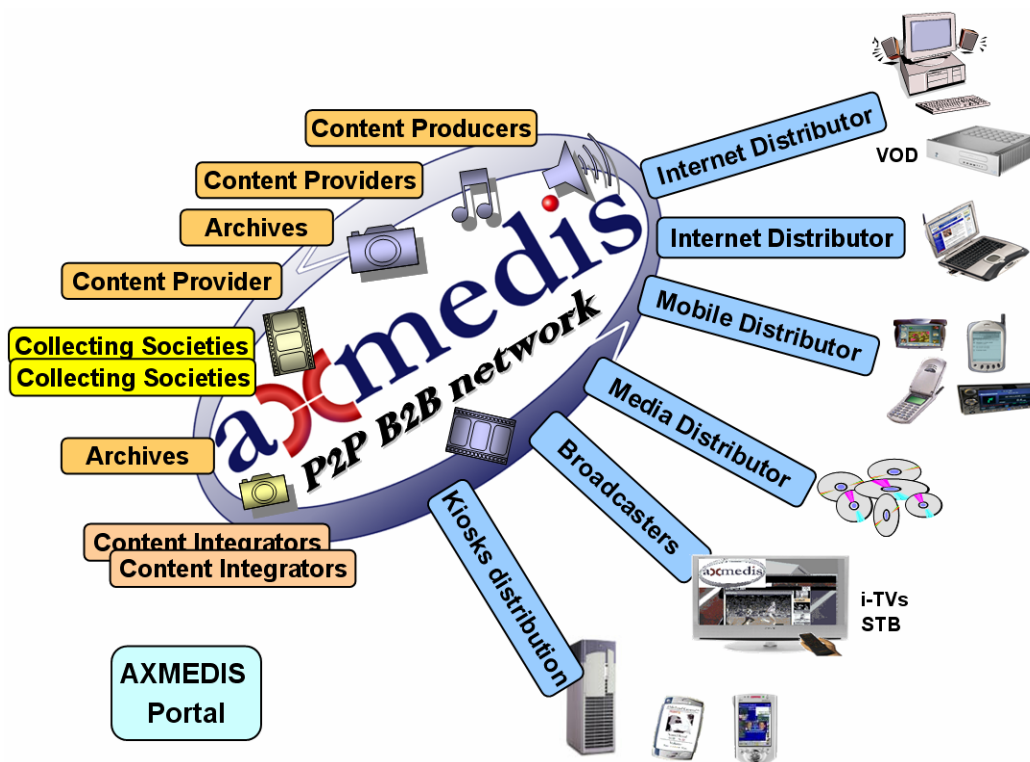 Content Producers
Content Providers
Archives
Content Provider
Collecting Societies
Collecting Societies
Archives
Content Integrators
Content Integrators
AXMEDIS
Portal
axmedis
P2P B2B network
Internet Distributor
VOD
Internet Distributor
Mobile Distributor
Media Distributor
Broadcasters
Kiosks distribution
axmedis
i-TVs
STB